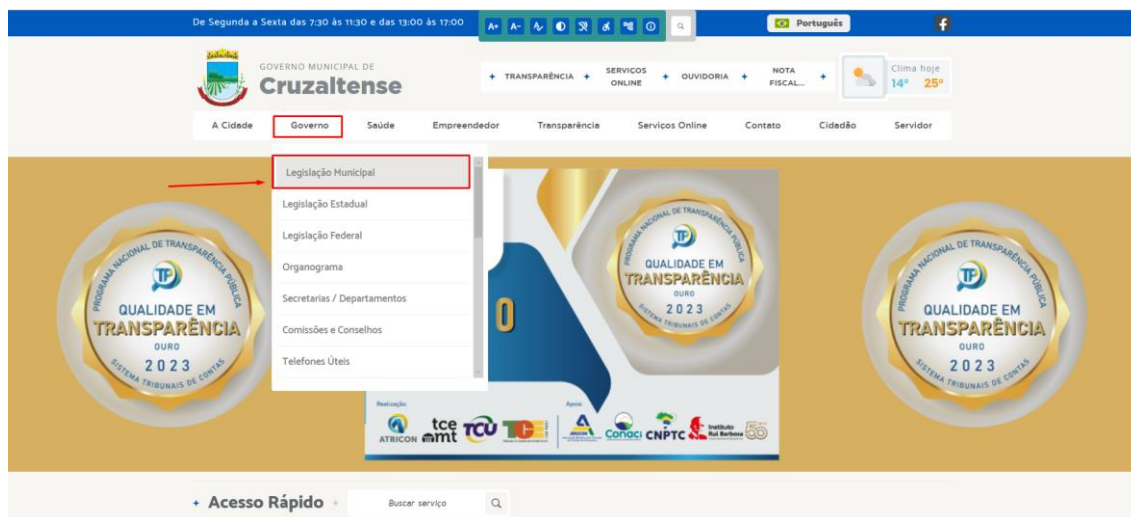 De Segunda a Sexta das 7:30 às 11:30 e das 13:00 às 17:00
A+ A-
Português
GOVERNO MUNICIPAL DE
Cruzaltense
TRANSPARÊNCIA
SERVIÇOS
ONLINE
OUVIDORIA
NOTA
FISCAL...
Clima hoje
14° 25°
A Cidade Governo Saúde Empreendedor Transparência Serviços Online Contato Cidadão Servidor
Legislação Municipal
Legislação Estadual
Legislação Federal
Organograma
Secretarias / Departamentos
Comissões e Conselhos
Telefones Úteis
PROGRAMA NACIONAL DE TRANSPARÊNCIA PÚBLICA
TP
QUALIDADE EM
TRANSPARÊNCIA
OURO
2023
SISTEMA TRIBUNAIS DE CONTAS
O
PROGRAMA NACIONAL DE TRANSPARÊNCIA PÚBLICA
TP
QUALIDADE EM
TRANSPARÊNCIA
OURO
2023
SISTEMA TRIBUNAIS DE CONTAS
PROGRAMA NACIONAL DE TRANSPARÊNCIA PÚBLICA
TP
QUALIDADE EM
TRANSPARÊNCIA
OURO
2023
SISTEMA TRIBUNAIS DE CONTAS
Realização:
ATRICON
tce
mt
TCU
TCE
Apoio:
Conaci
CNPTC
Instituto
Rui Barbosa
50
Acesso Rápido
Buscar serviço